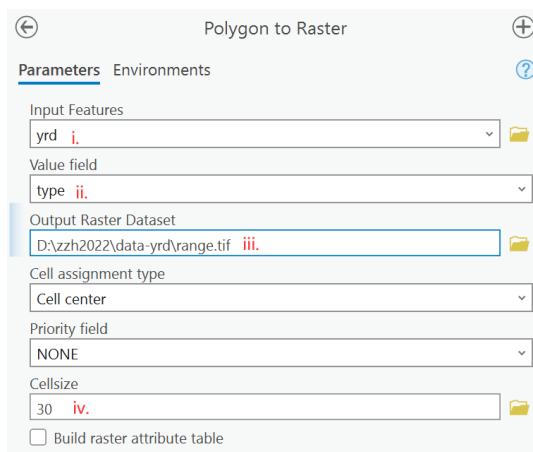 Polygon to Raster
Parameters Environments
Input Features
yrd i.
Value field
type ii.
Output Raster Dataset
D:\zzh2022\data-yrd\range.tif iii.
Cell assignment type
Cell center
Priority field
NONE
Cellsize
30 iv.
Build raster attribute table